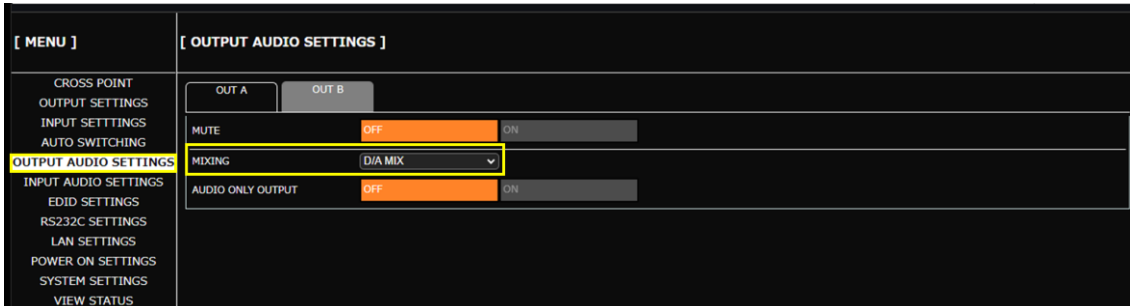 [ MENU ]
[ OUTPUT AUDIO SETTINGS ]
CROSS POINT
OUTPUT SETTINGS
INPUT SETTTINGS
AUTO SWITCHING
OUTPUT AUDIO SETTINGS
INPUT AUDIO SETTINGS
EDID SETTINGS
RS232C SETTINGS
LAN SETTINGS
POWER ON SETTINGS
SYSTEM SETTINGS
VIEW STATUS
OUT A OUT B
MUTE OFF ON
MIXING D/A MIX
AUDIO ONLY OUTPUT OFF ON